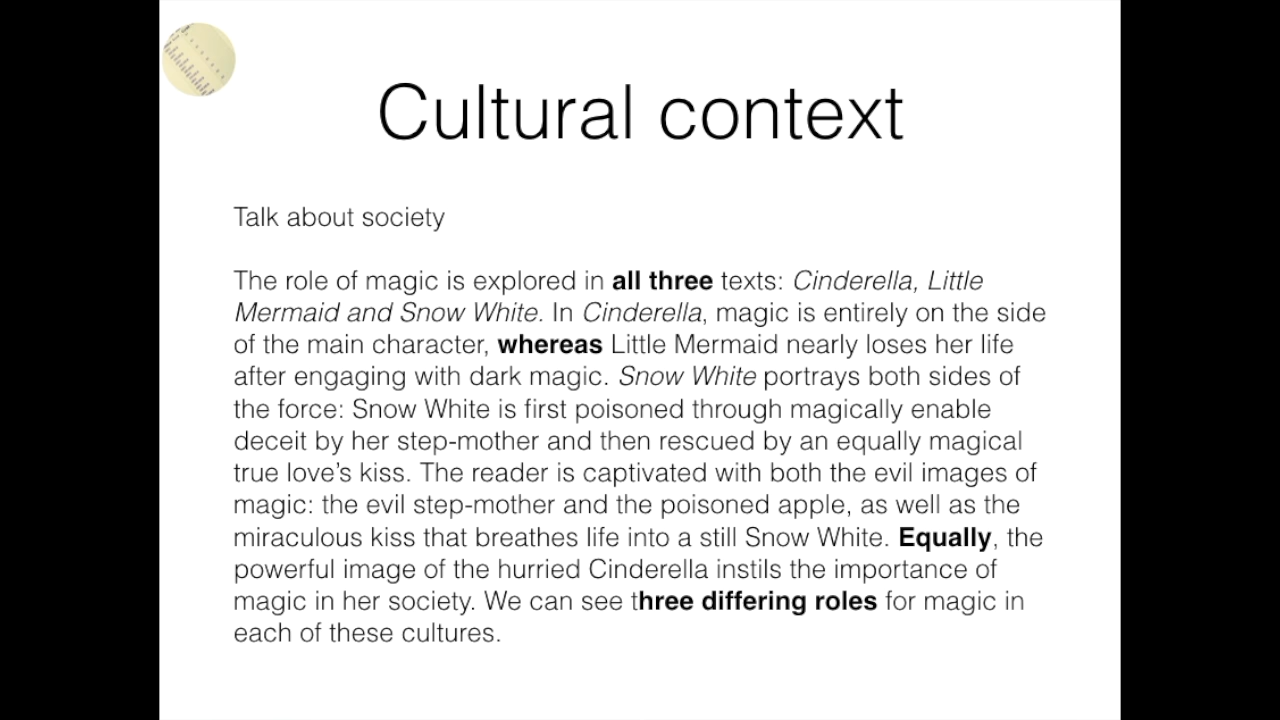 Cultural context
Talk about society
The role of magic is explored in all three texts: Cinderella, Little
Mermaid and Snow White. In Cinderella, magic is entirely on the side
of the main character, whereas Little Mermaid nearly loses her life
after engaging with dark magic. Snow White portrays both sides of
the force: Snow White is first poisoned through magically enable
deceit by her step-mother and then rescued by an equally magical
true love’s kiss. The reader is captivated with both the evil images of
magic: the evil step-mother and the poisoned apple, as well as the
miraculous kiss that breathes life into a still Snow White. Equally, the
powerful image of the hurried Cinderella instils the importance of
magic in her society. We can see three differing roles for magic in
each of these cultures.